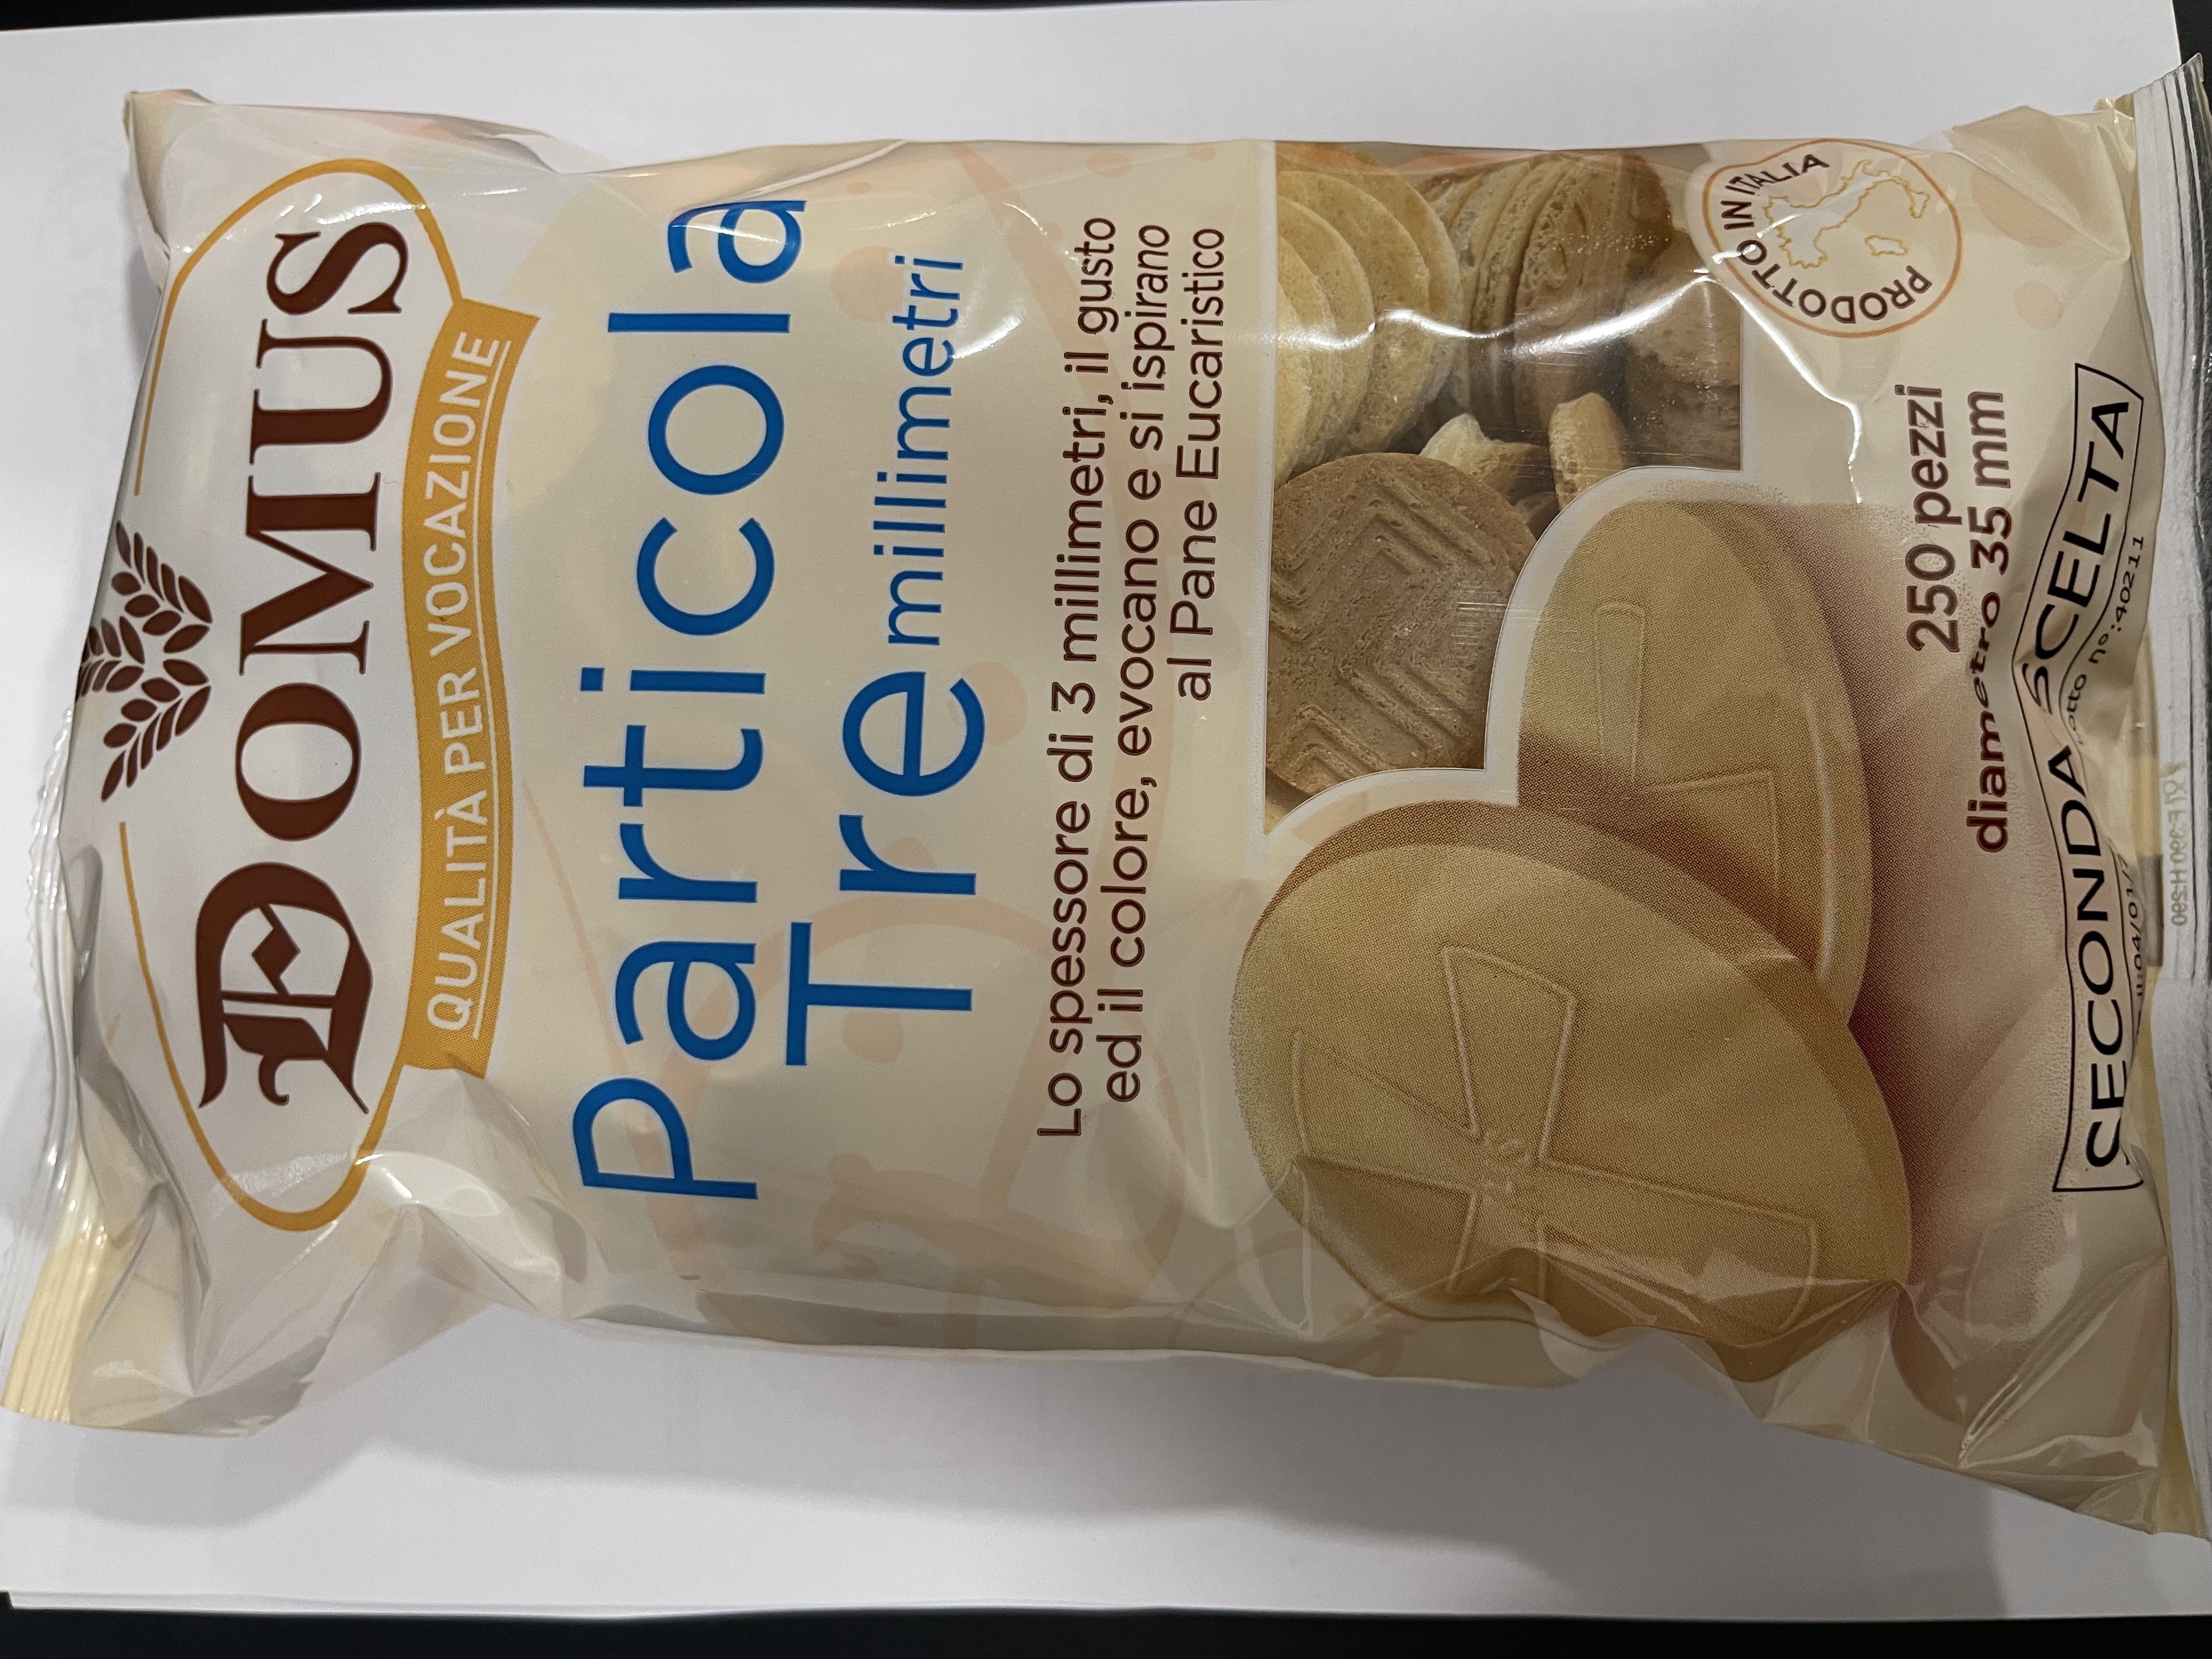 DOMUS
QUALITÀ PER VOCAZIONE
Particola
Tre millimetri
Lo spessore di 3 millimetri, il gusto
ed il colore, evocano e si ispirano
al Pane Eucaristico
PRODOTTO IN ITALIA
250 pezzi
diametro 35 mm
SECONDA SCELTA
lotto n°:40211